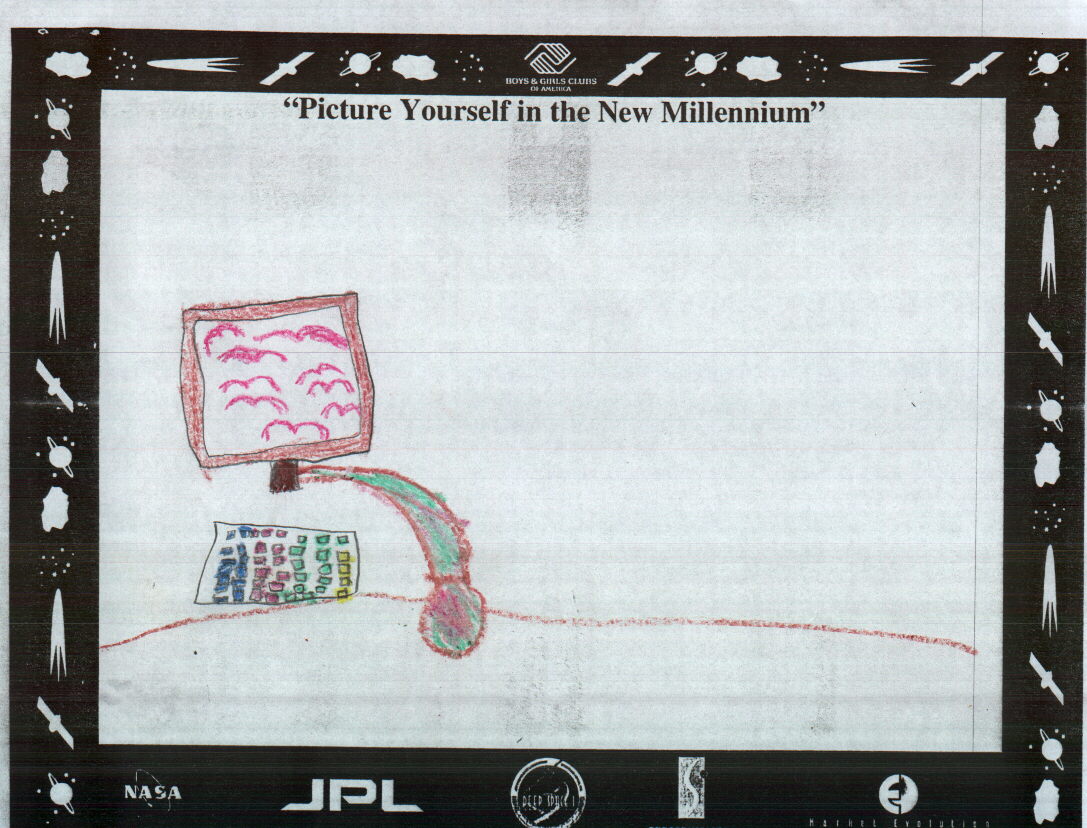 BOYS & GIRLS CLUBS
OF AMERICA
“Picture Yourself in the New Millennium”
NASA
JPL
DEEP SPACE 1
Market Evolution